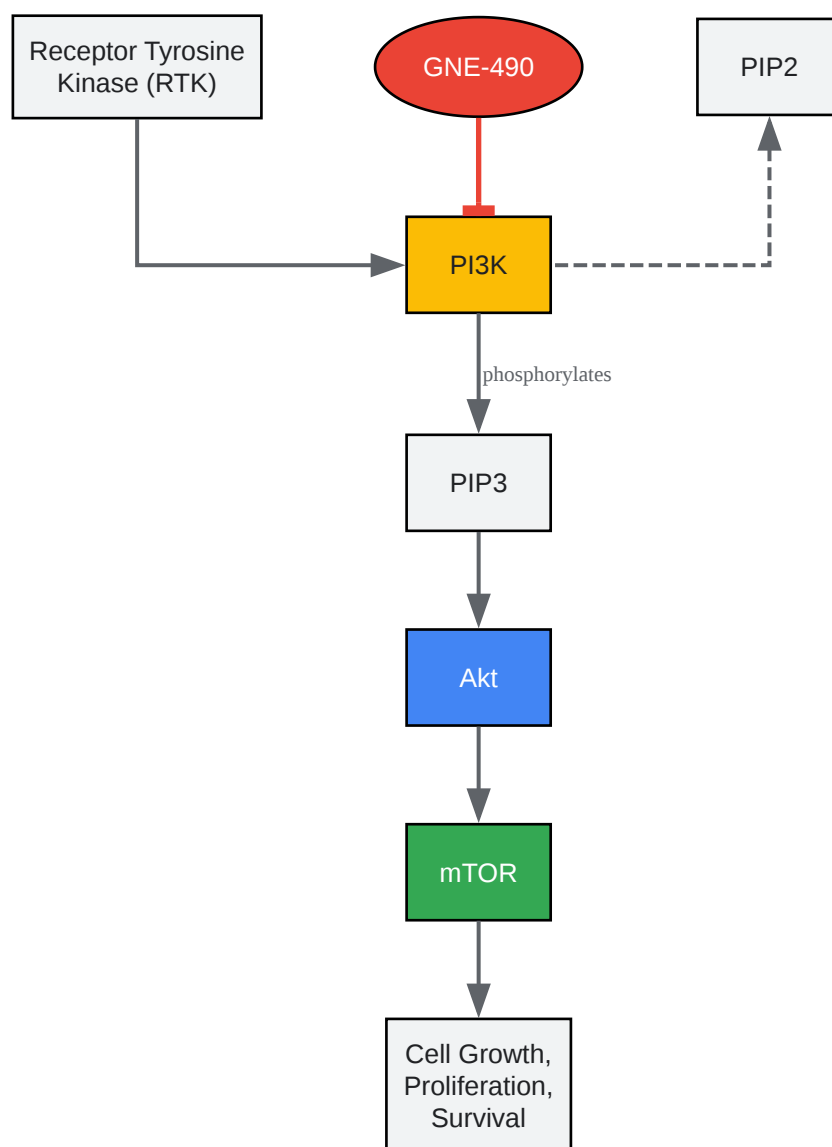 Receptor Tyrosine
Kinase (RTK)
GNE-490
PIP2
PI3K
phosphorylates
PIP3
Akt
mTOR
Cell Growth,
Proliferation,
Survival